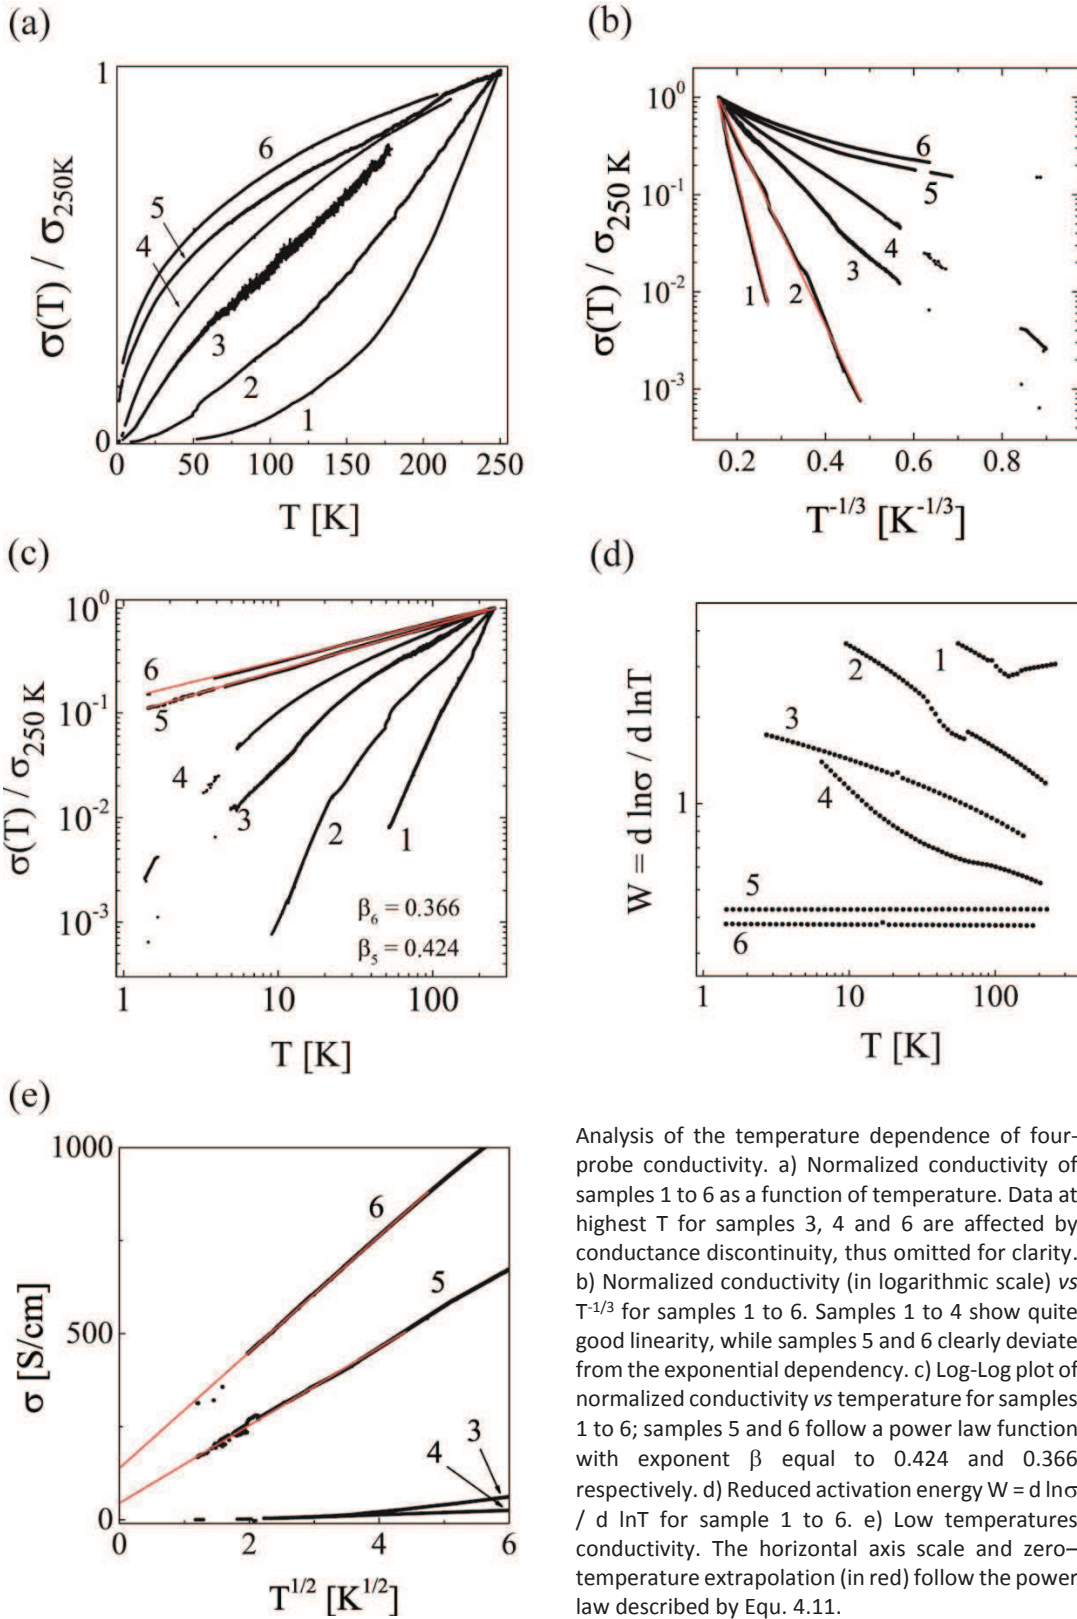 (a)
1
σ(T) / σ250K
6
5
4
3
2
1
0
0 50 100 150 200 250
T [K]
(b)
10^0
10^-1
10^-2
10^-3
σ(T) / σ250 K
6
5
4
3
2
1
0.2 0.4 0.6 0.8
T^-1/3 [K^-1/3]
(c)
10^0
10^-1
10^-2
10^-3
σ(T) / σ250 K
6
5
4
3
2
1
β6 = 0.366
β5 = 0.424
1 10 100
T [K]
(d)
W = d lnσ / d lnT
1
2
1
3
4
5
6
1 10 100
T [K]
(e)
1000
500
0
σ [S/cm]
6
5
3
4
0 2 4 6
T^1/2 [K^1/2]
Analysis of the temperature dependence of four-
probe conductivity. a) Normalized conductivity of
samples 1 to 6 as a function of temperature. Data at
highest T for samples 3, 4 and 6 are affected by
conductance discontinuity, thus omitted for clarity.
b) Normalized conductivity (in logarithmic scale) vs
T^-1/3 for samples 1 to 6. Samples 1 to 4 show quite
good linearity, while samples 5 and 6 clearly deviate
from the exponential dependency. c) Log-Log plot of
normalized conductivity vs temperature for samples
1 to 6; samples 5 and 6 follow a power law function
with exponent β equal to 0.424 and 0.366
respectively. d) Reduced activation energy W = d lnσ
/ d lnT for sample 1 to 6. e) Low temperatures
conductivity. The horizontal axis scale and zero–
temperature extrapolation (in red) follow the power
law described by Equ. 4.11.